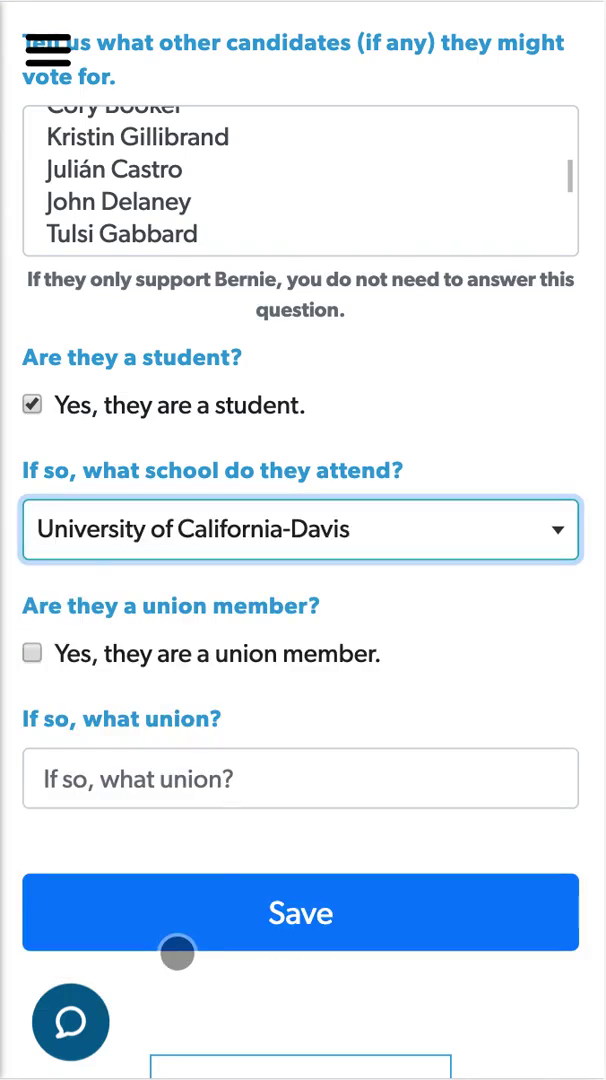 Tell us what other candidates (if any) they might
vote for.
Cory Booker
Kristin Gillibrand
Julián Castro
John Delaney
Tulsi Gabbard
If they only support Bernie, you do not need to answer this
question.
Are they a student?
Yes, they are a student.
If so, what school do they attend?
University of California-Davis
Are they a union member?
Yes, they are a union member.
If so, what union?
If so, what union?
Save